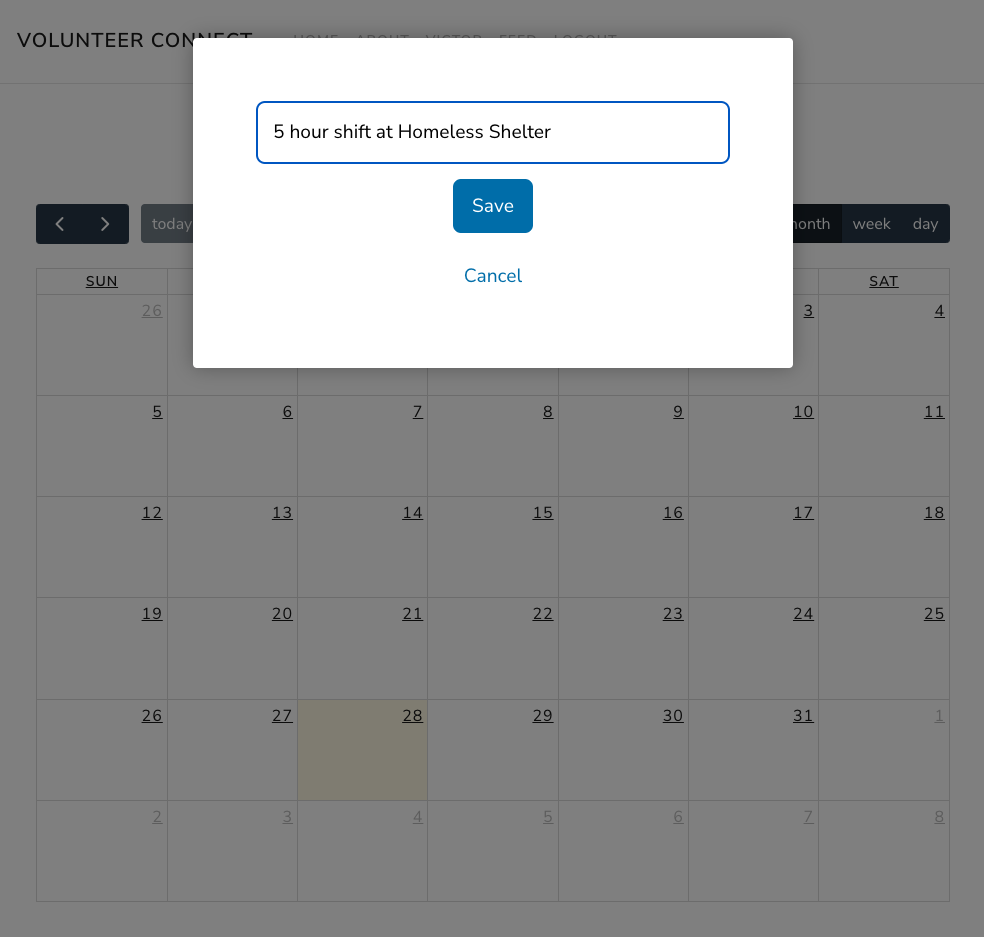 VOLUNTEER CONNECT HOME ABOUT VICTOR FEED LOGOUT
5 hour shift at Homeless Shelter
Save
Cancel
today
week day
SUN SAT
26 3 4
5 6 7 8 9 10 11
12 13 14 15 16 17 18
19 20 21 22 23 24 25
26 27 28 29 30 31 1
2 3 4 5 6 7 8